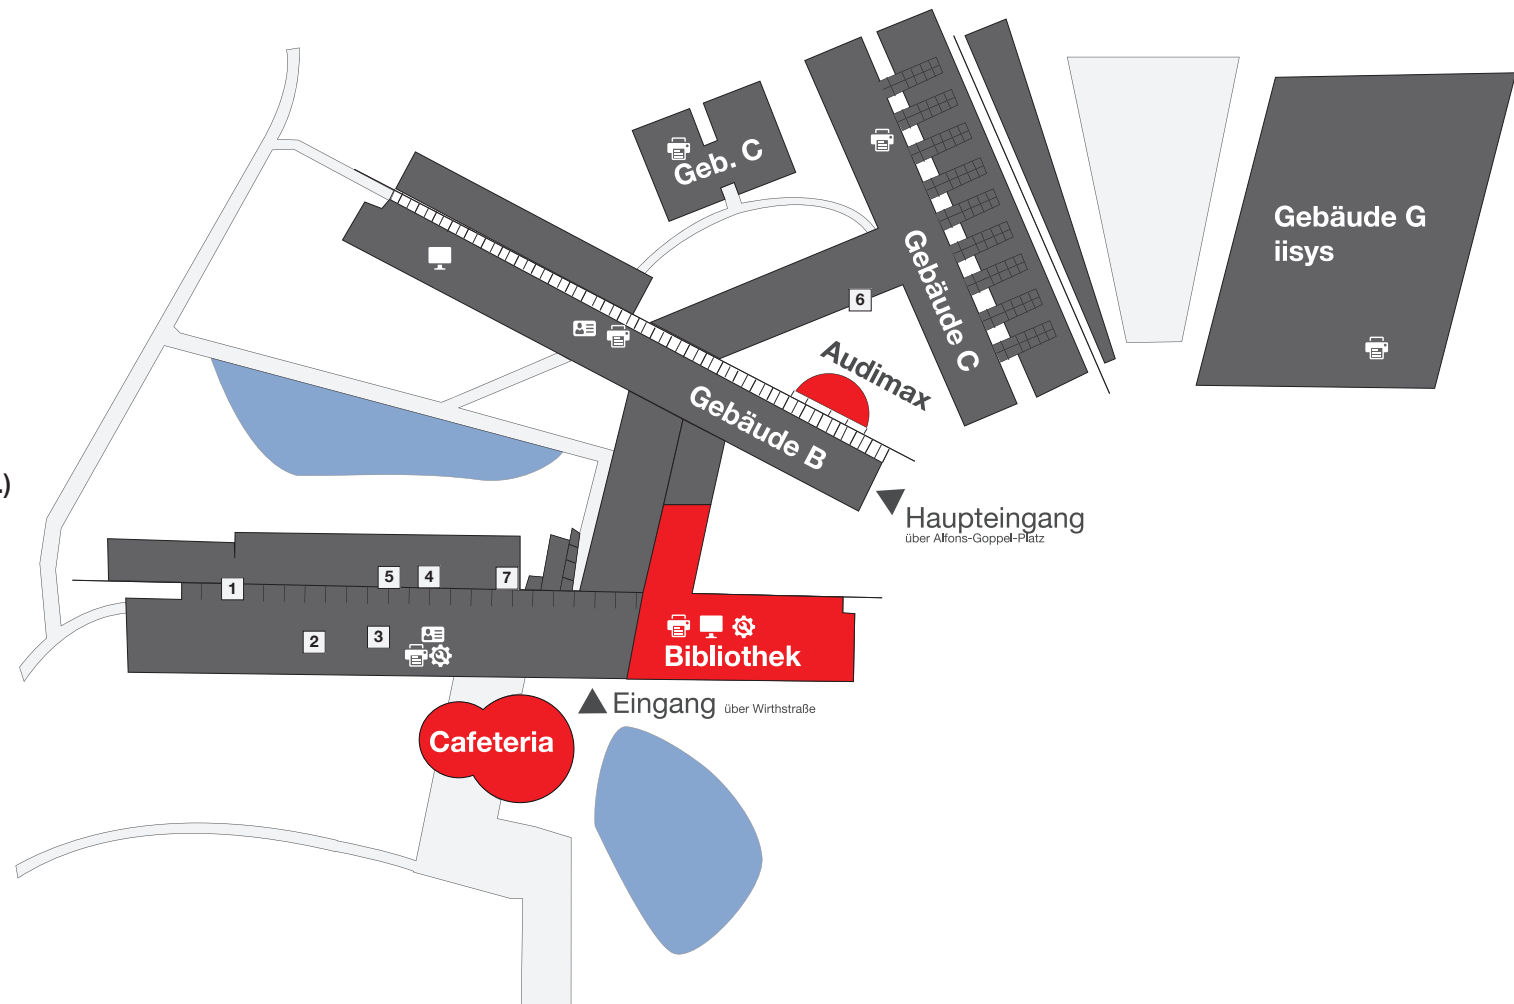 Geb. C
Gebäude G
iisys
Gebäude C
6
Audimax
Gebäude B
.)
Haupteingang
über Alfons-Goppel-Platz
5
4
7
1
2
3
Bibliothek
Eingang über Wirthstraße
Cafeteria